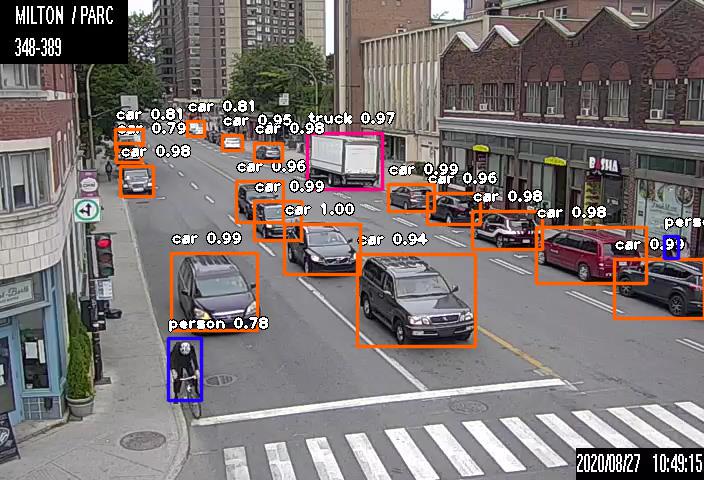 MILTON / PARC
348-389
car 0.81
car 0.81
0.79
car 0.95
car 0.98
truck 0.97
car 0.98
car 0.96
car 0.99
car 0.96
car 0.99
car 0.98
car 1.00
car 0.98
pers
car 0.99
car 0.94
car 0.99
BASHA
person 0.78
2020/08/27 10:49:15